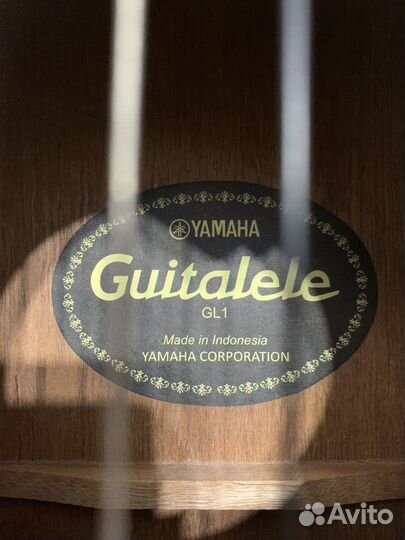 YAMAHA
Guitalele
GL1
Made in Indonesia
YAMAHA CORPORATION
Avito